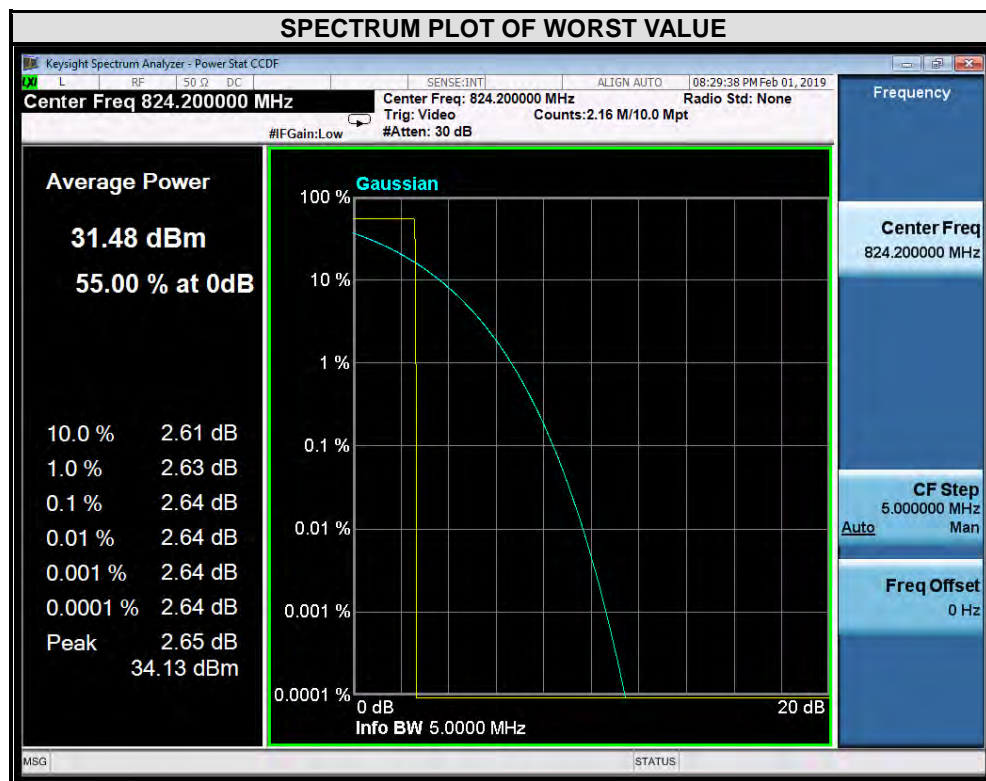 SPECTRUM PLOT OF WORST VALUE
Keysight Spectrum Analyzer - Power Stat CCDF
LXI L RF 50 Ω DC SENSE:INT ALIGN AUTO 08:29:38 PM Feb 01, 2019
Center Freq 824.200000 MHz
Center Freq: 824.200000 MHz Radio Std: None
Trig: Video Counts:2.16 M/10.0 Mpt
#IFGain:Low #Atten: 30 dB
Frequency
Average Power
31.48 dBm
55.00 % at 0dB
10.0 % 2.61 dB
1.0 % 2.63 dB
0.1 % 2.64 dB
0.01 % 2.64 dB
0.001 % 2.64 dB
0.0001 % 2.64 dB
Peak 2.65 dB
34.13 dBm
Gaussian
100 %
10 %
1 %
0.1 %
0.01 %
0.001 %
0.0001 %
0 dB 20 dB
Info BW 5.0000 MHz
Center Freq
824.200000 MHz
CF Step
5.000000 MHz
Auto Man
Freq Offset
0 Hz
MSG STATUS